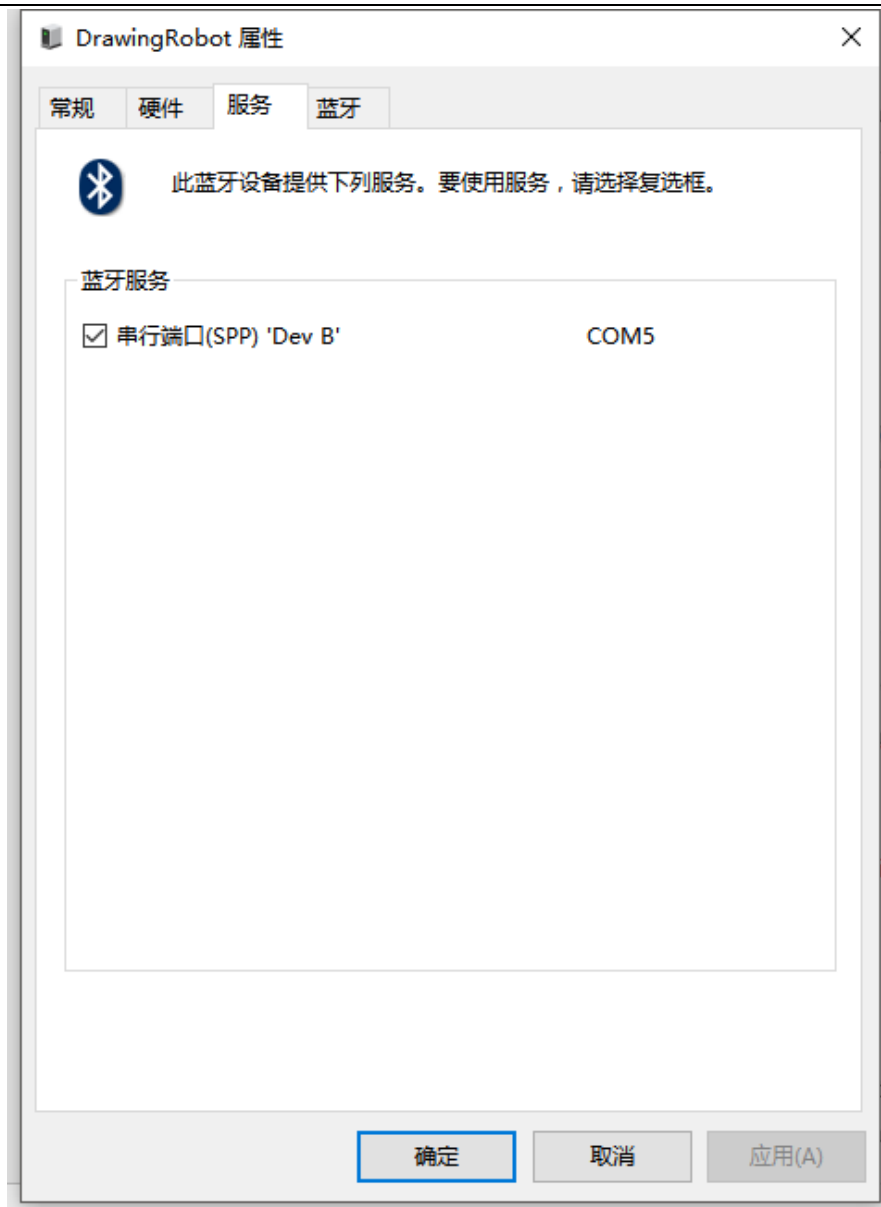 DrawingRobot 属性
常规 硬件 服务 蓝牙
此蓝牙设备提供下列服务。要使用服务，请选择复选框。
蓝牙服务
串行端口(SPP) 'Dev B' COM5
确定 取消 应用(A)